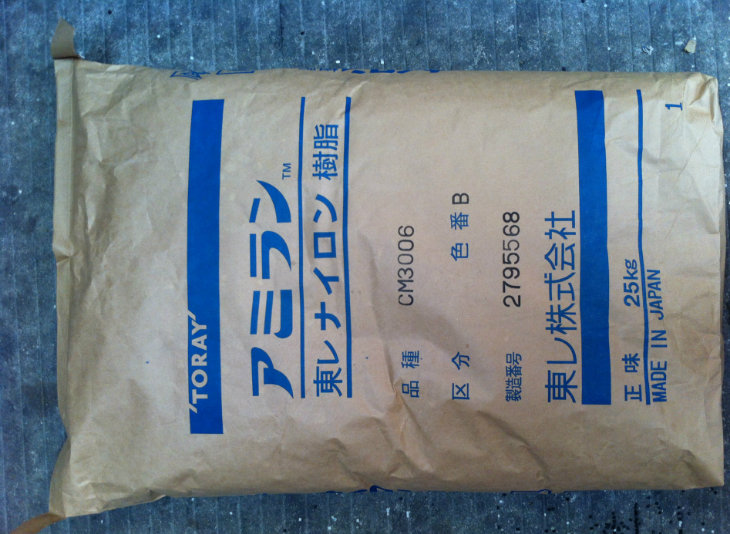 'TORAY'
アミラン™
東レナイロン樹脂
品種 CM3006
区分 色番 B
製造番号 2795568
東レ株式会社
正味 25kg
MADE IN JAPAN
1